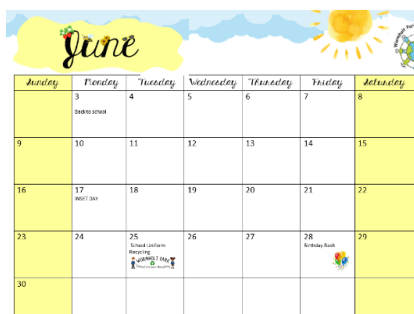 June
Sunday Monday Tuesday Wednesday Thursday Friday Saturday
3 4 5 6 7 8
Back to school
9 10 11 12 13 14 15
16 17 18 19 20 21 22
INSET DAY
23 24 25 26 27 28 29
School Uniform Birthday Bash
Recycling
WORMHOLT PARK
30